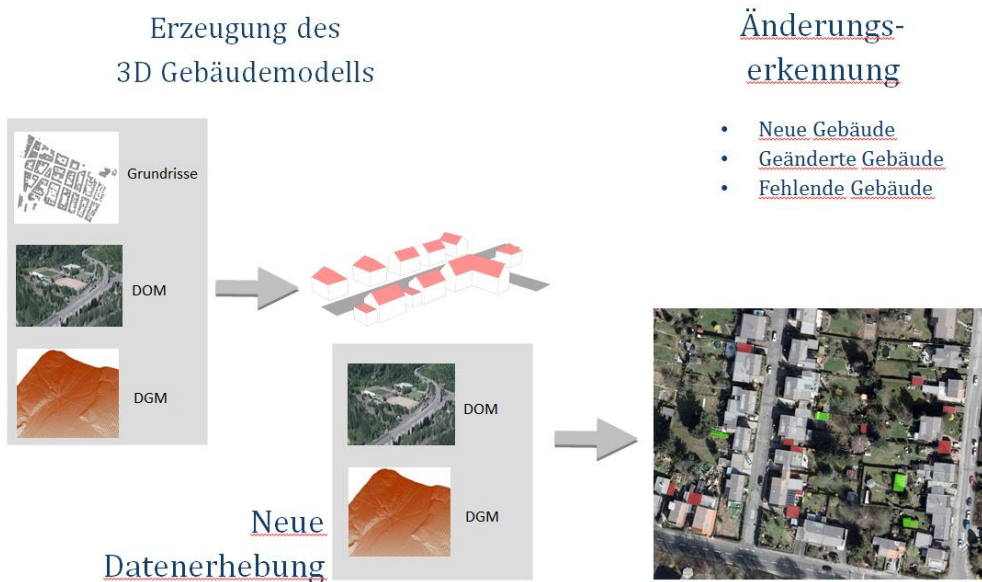 Erzeugung des
3D Gebäudemodells
Grundrisse
DOM
DGM
Änderungs-
erkennung
• Neue Gebäude
• Geänderte Gebäude
• Fehlende Gebäude
DOM
DGM
Neue
Datenerhebung